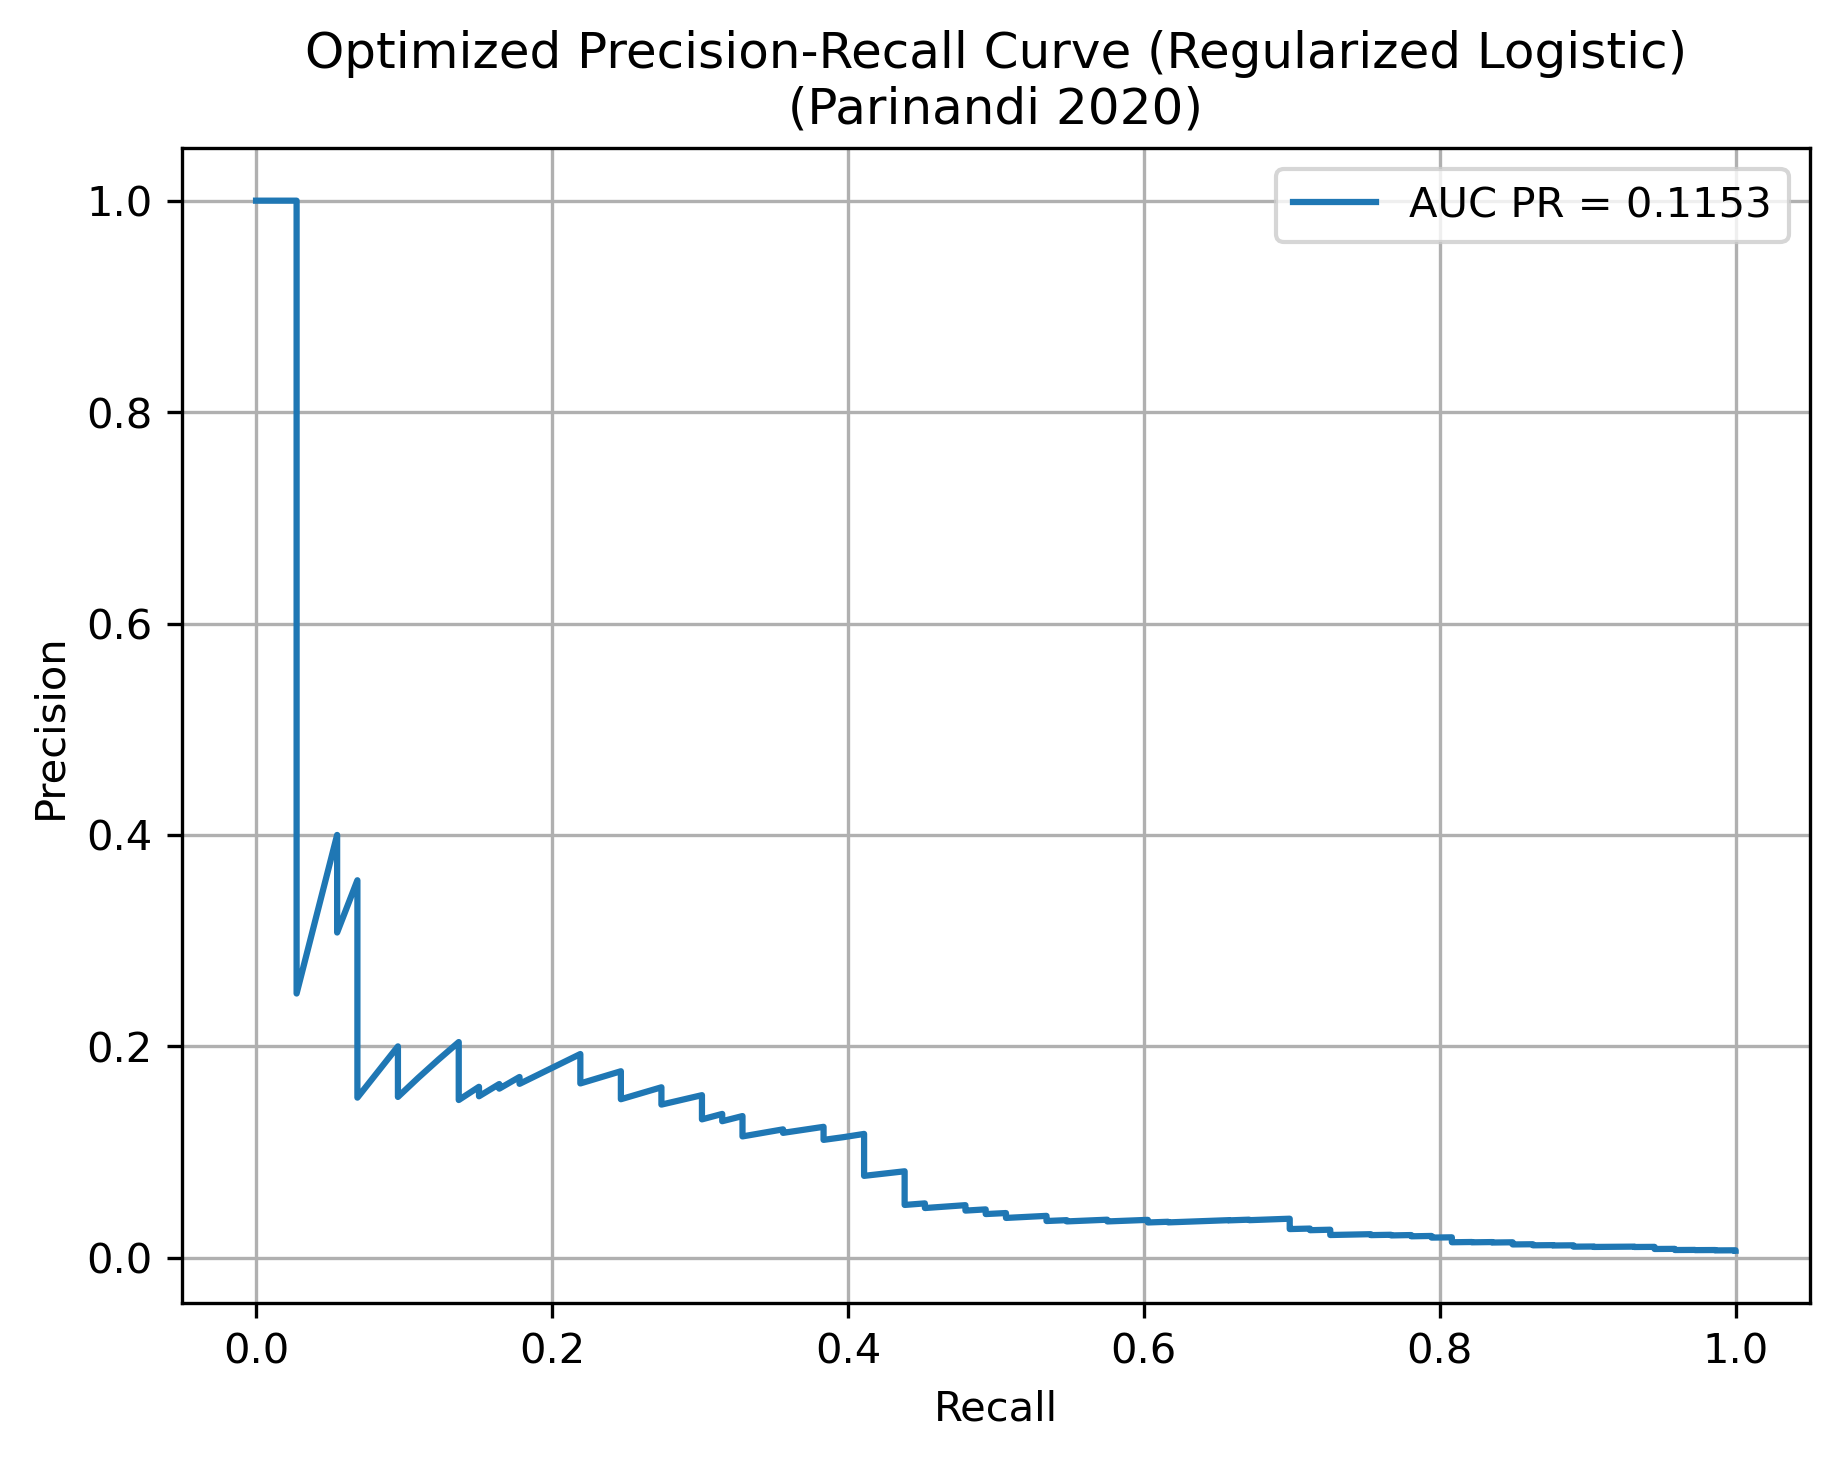 Optimized Precision-Recall Curve (Regularized Logistic)
(Parinandi 2020)
AUC PR = 0.1153
1.0
0.8
0.6
0.4
0.2
0.0
Precision
0.0 0.2 0.4 0.6 0.8 1.0
Recall